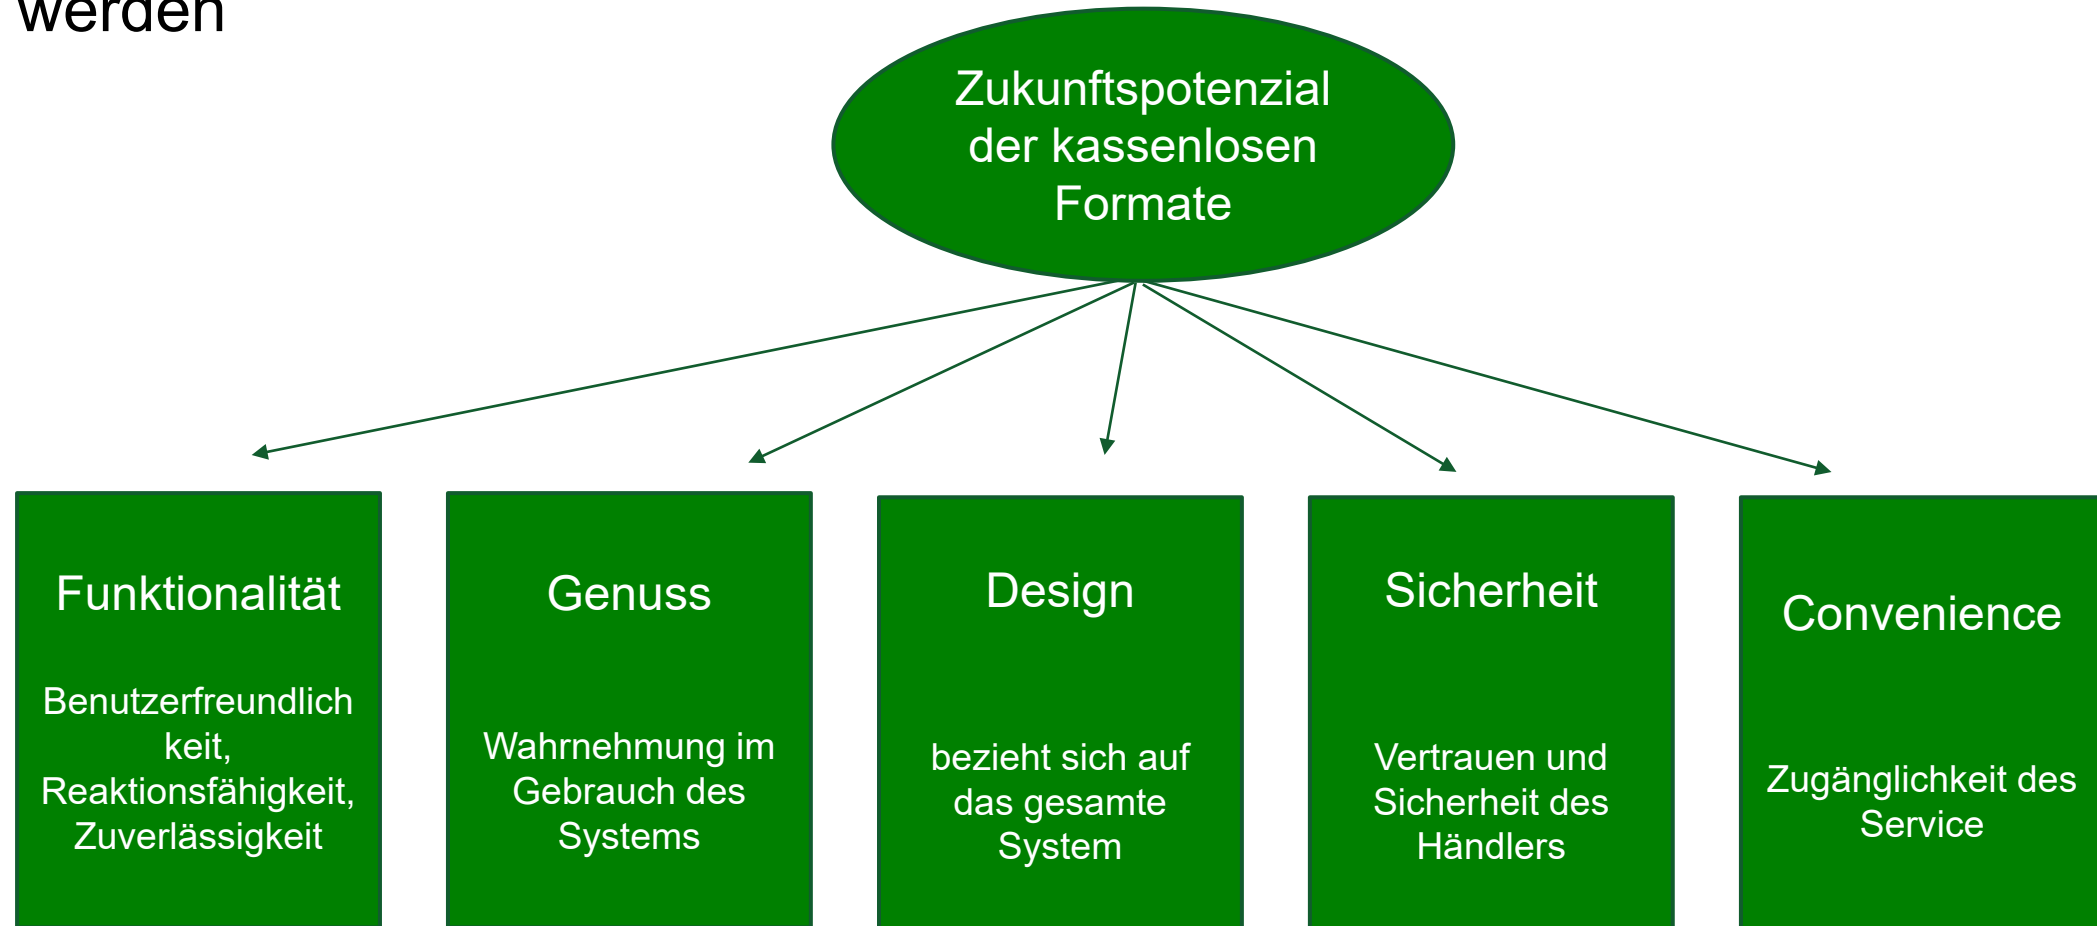 werden
Zukunftspotenzial
der kassenlosen
Formate
Funktionalität
Benutzerfreundlich
keit,
Reaktionsfähigkeit,
Zuverlässigkeit
Genuss
Wahrnehmung im
Gebrauch des
Systems
Design
bezieht sich auf
das gesamte
System
Sicherheit
Vertrauen und
Sicherheit des
Händlers
Convenience
Zugänglichkeit des
Service